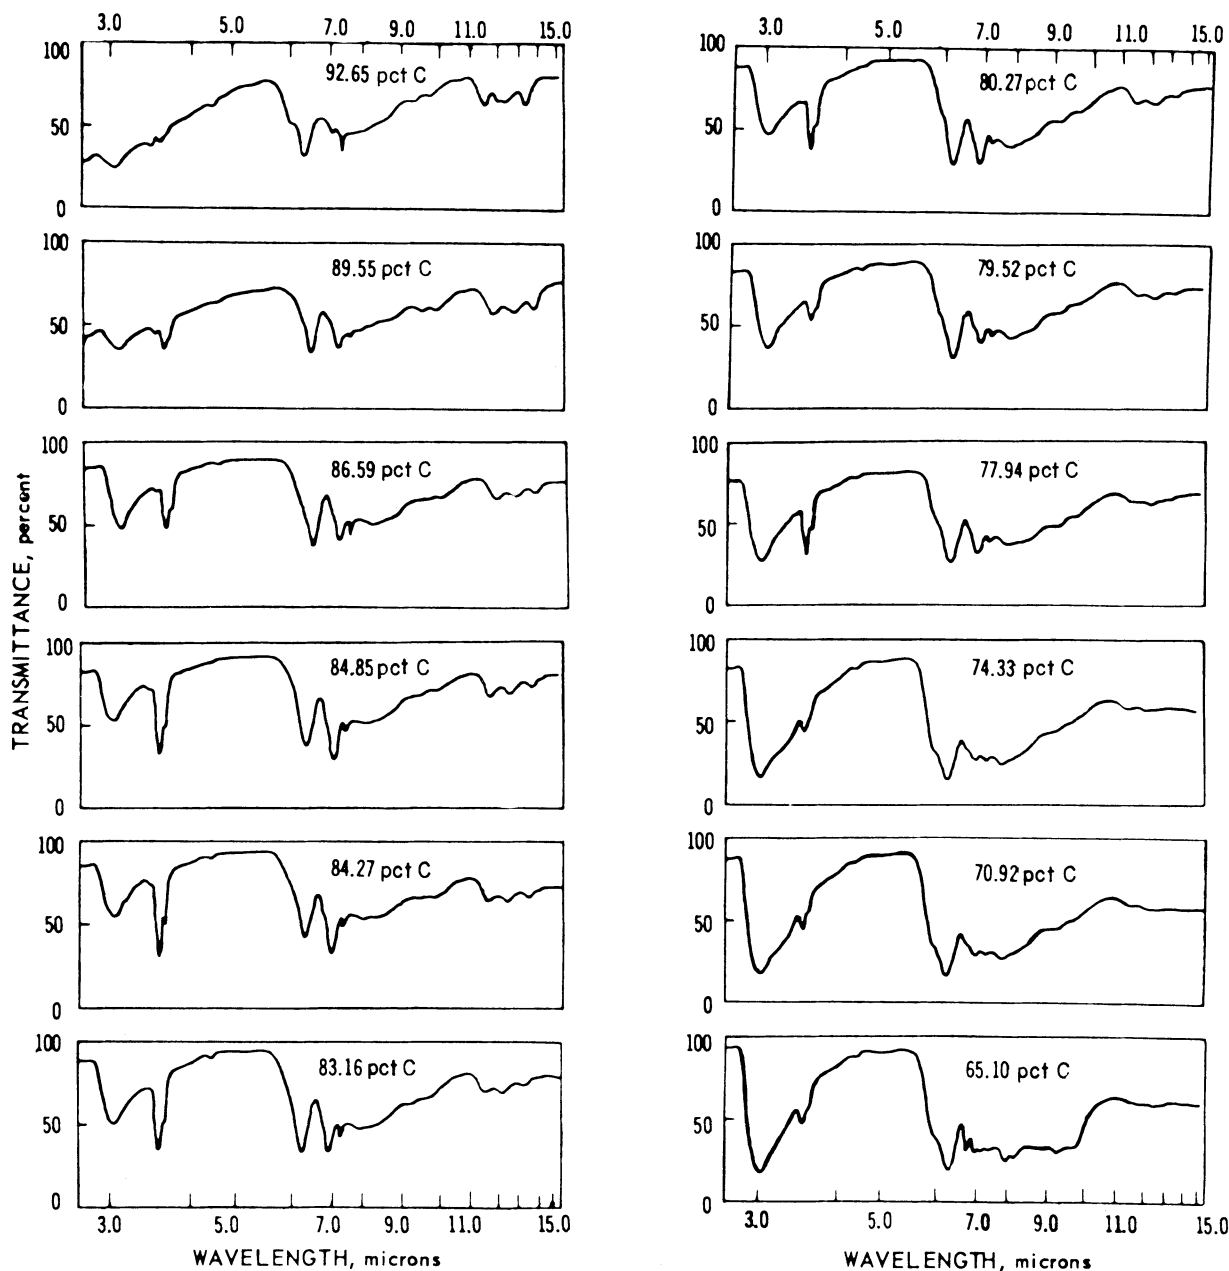 3.0 5.0 7.0 9.0 11.0 15.0
100
92.65 pct C
50
0
100
89.55 pct C
50
0
100
86.59 pct C
50
0
100
84.85 pct C
50
0
100
84.27 pct C
50
0
100
83.16 pct C
50
0
3.0 5.0 7.0 9.0 11.0 15.0
WAVELENGTH, microns
TRANSMITTANCE, percent
3.0 5.0 7.0 9.0 11.0 15.0
100
80.27 pct C
50
0
100
79.52 pct C
50
0
100
77.94 pct C
50
0
100
74.33 pct C
50
0
100
70.92 pct C
50
0
100
65.10 pct C
50
0
3.0 5.0 7.0 9.0 11.0 15.0
WAVELENGTH, microns